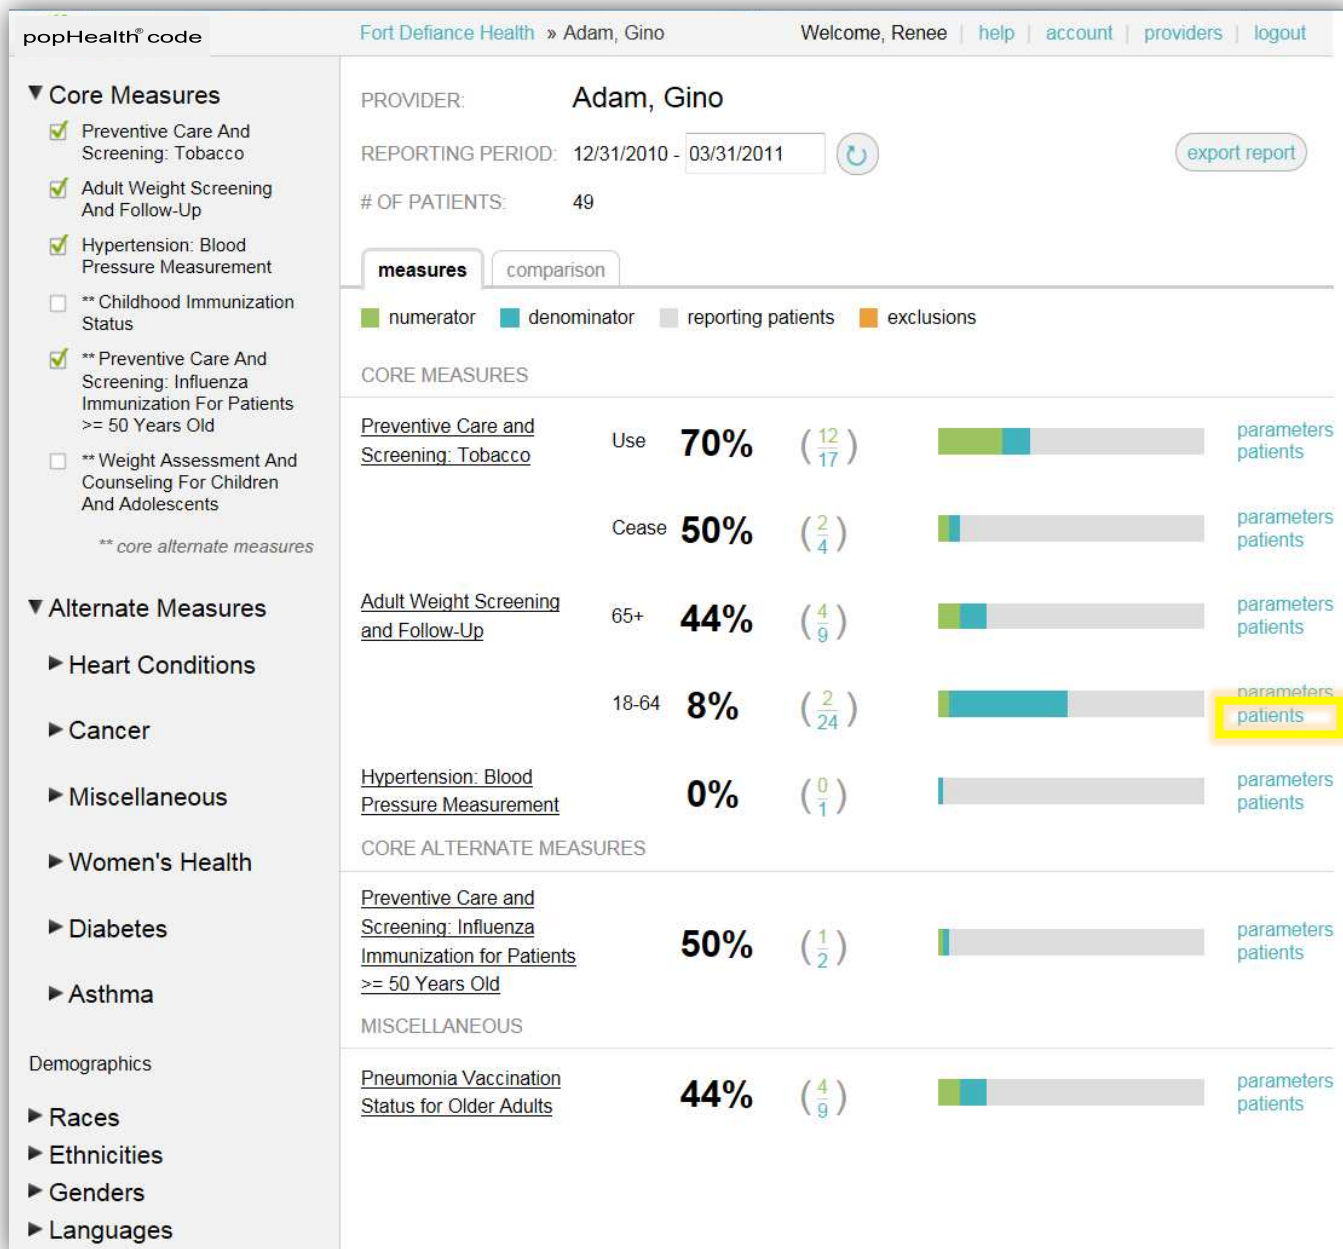 popHealth® code
Fort Defiance Health » Adam, Gino
Welcome, Renee | help | account | providers | logout
▼ Core Measures
Preventive Care And
Screening: Tobacco
Adult Weight Screening
And Follow-Up
Hypertension: Blood
Pressure Measurement
** Childhood Immunization
Status
** Preventive Care And
Screening: Influenza
Immunization For Patients
>= 50 Years Old
** Weight Assessment And
Counseling For Children
And Adolescents
** core alternate measures
▼ Alternate Measures
► Heart Conditions
► Cancer
► Miscellaneous
► Women's Health
► Diabetes
► Asthma
Demographics
► Races
► Ethnicities
► Genders
► Languages
PROVIDER: Adam, Gino
REPORTING PERIOD: 12/31/2010 - 03/31/2011
export report
# OF PATIENTS: 49
measures comparison
numerator denominator reporting patients exclusions
CORE MEASURES
Preventive Care and
Screening: Tobacco
Use 70% (12/17)
parameters
patients
Cease 50% (2/4)
parameters
patients
Adult Weight Screening
and Follow-Up
65+ 44% (4/9)
parameters
patients
18-64 8% (2/24)
parameters
patients
Hypertension: Blood
Pressure Measurement
0% (0/1)
parameters
patients
CORE ALTERNATE MEASURES
Preventive Care and
Screening: Influenza
Immunization for Patients
>= 50 Years Old
50% (1/2)
parameters
patients
MISCELLANEOUS
Pneumonia Vaccination
Status for Older Adults
44% (4/9)
parameters
patients